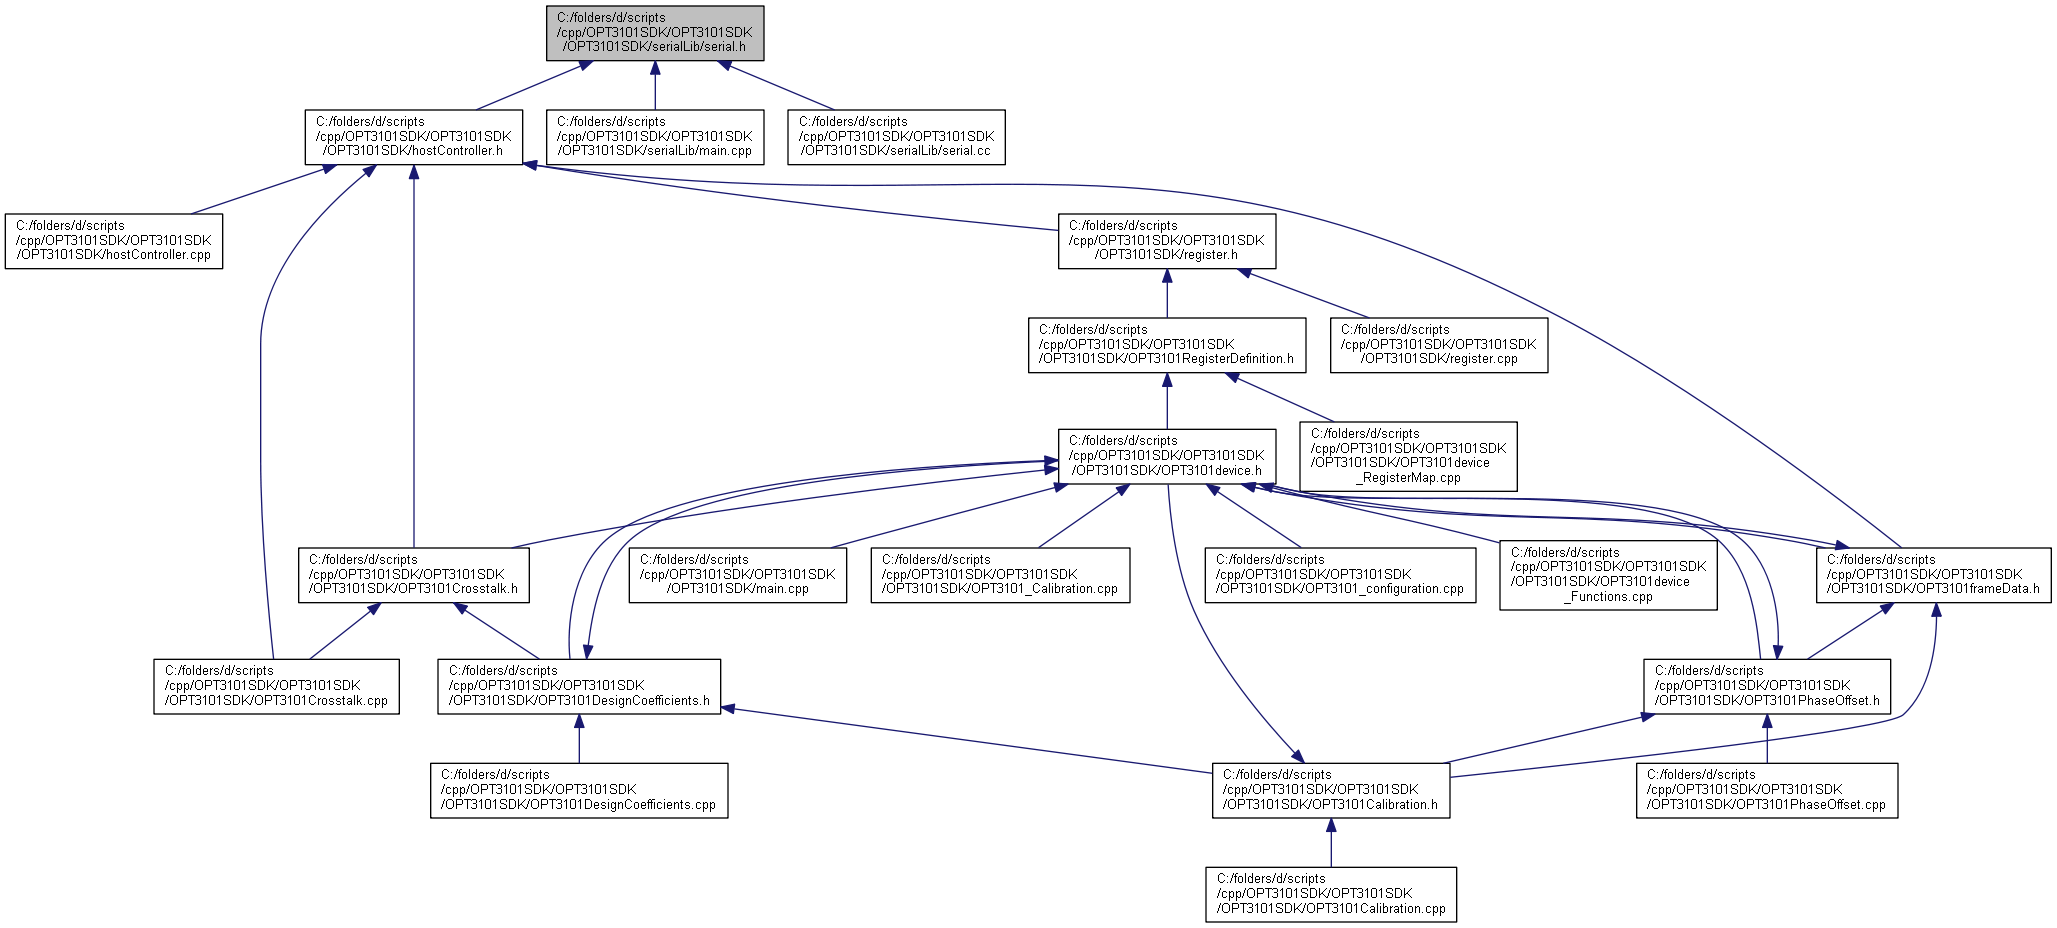 C:/folders/d/scripts
/cpp/OPT3101SDK/OPT3101SDK
/OPT3101SDK/serialLib/serial.h
C:/folders/d/scripts
/cpp/OPT3101SDK/OPT3101SDK
/OPT3101SDK/hostController.h
C:/folders/d/scripts
/cpp/OPT3101SDK/OPT3101SDK
/OPT3101SDK/serialLib/main.cpp
C:/folders/d/scripts
/cpp/OPT3101SDK/OPT3101SDK
/OPT3101SDK/serialLib/serial.cc
C:/folders/d/scripts
/cpp/OPT3101SDK/OPT3101SDK
/OPT3101SDK/hostController.cpp
C:/folders/d/scripts
/cpp/OPT3101SDK/OPT3101SDK
/OPT3101SDK/register.h
C:/folders/d/scripts
/cpp/OPT3101SDK/OPT3101SDK
/OPT3101SDK/OPT3101RegisterDefinition.h
C:/folders/d/scripts
/cpp/OPT3101SDK/OPT3101SDK
/OPT3101SDK/register.cpp
C:/folders/d/scripts
/cpp/OPT3101SDK/OPT3101SDK
/OPT3101SDK/OPT3101device.h
C:/folders/d/scripts
/cpp/OPT3101SDK/OPT3101SDK
/OPT3101SDK/OPT3101device
_RegisterMap.cpp
C:/folders/d/scripts
/cpp/OPT3101SDK/OPT3101SDK
/OPT3101SDK/OPT3101Crosstalk.h
C:/folders/d/scripts
/cpp/OPT3101SDK/OPT3101SDK
/OPT3101SDK/main.cpp
C:/folders/d/scripts
/cpp/OPT3101SDK/OPT3101SDK
/OPT3101SDK/OPT3101_Calibration.cpp
C:/folders/d/scripts
/cpp/OPT3101SDK/OPT3101SDK
/OPT3101SDK/OPT3101_configuration.cpp
C:/folders/d/scripts
/cpp/OPT3101SDK/OPT3101SDK
/OPT3101SDK/OPT3101device
_Functions.cpp
C:/folders/d/scripts
/cpp/OPT3101SDK/OPT3101SDK
/OPT3101SDK/OPT3101frameData.h
C:/folders/d/scripts
/cpp/OPT3101SDK/OPT3101SDK
/OPT3101SDK/OPT3101Crosstalk.cpp
C:/folders/d/scripts
/cpp/OPT3101SDK/OPT3101SDK
/OPT3101SDK/OPT3101DesignCoefficients.h
C:/folders/d/scripts
/cpp/OPT3101SDK/OPT3101SDK
/OPT3101SDK/OPT3101PhaseOffset.h
C:/folders/d/scripts
/cpp/OPT3101SDK/OPT3101SDK
/OPT3101SDK/OPT3101DesignCoefficients.cpp
C:/folders/d/scripts
/cpp/OPT3101SDK/OPT3101SDK
/OPT3101SDK/OPT3101Calibration.h
C:/folders/d/scripts
/cpp/OPT3101SDK/OPT3101SDK
/OPT3101SDK/OPT3101PhaseOffset.cpp
C:/folders/d/scripts
/cpp/OPT3101SDK/OPT3101SDK
/OPT3101SDK/OPT3101Calibration.cpp